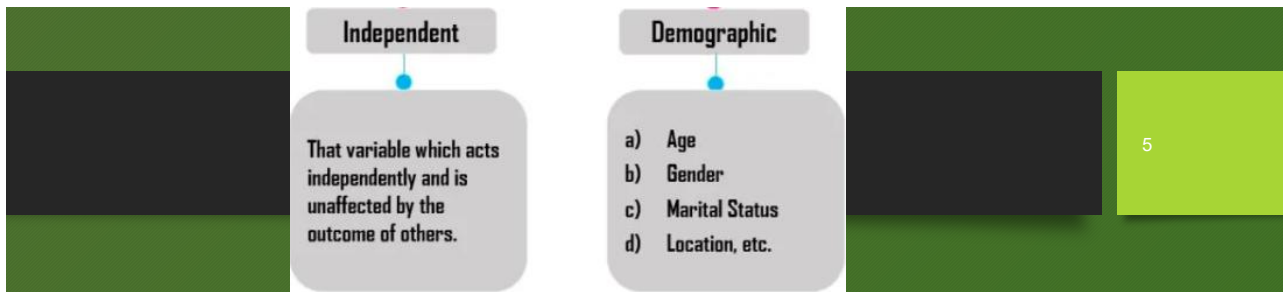 Independent
Demographic
That variable which acts
independently and is
unaffected by the
outcome of others.
a) Age
b) Gender
c) Marital Status
d) Location, etc.
5